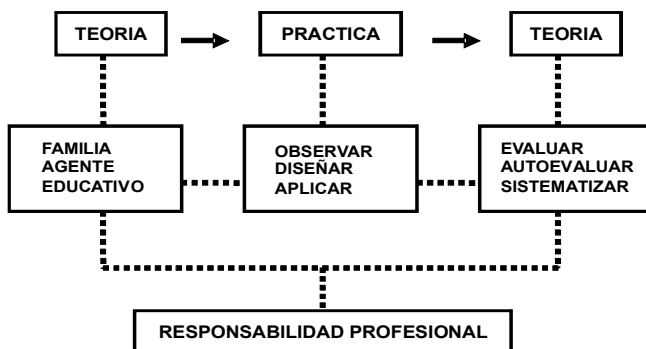 TEORIA
PRACTICA
TEORIA
FAMILIA
AGENTE
EDUCATIVO
OBSERVAR
DISEÑAR
APLICAR
EVALUAR
AUTOEVALUAR
SISTEMATIZAR
RESPONSABILIDAD PROFESIONAL